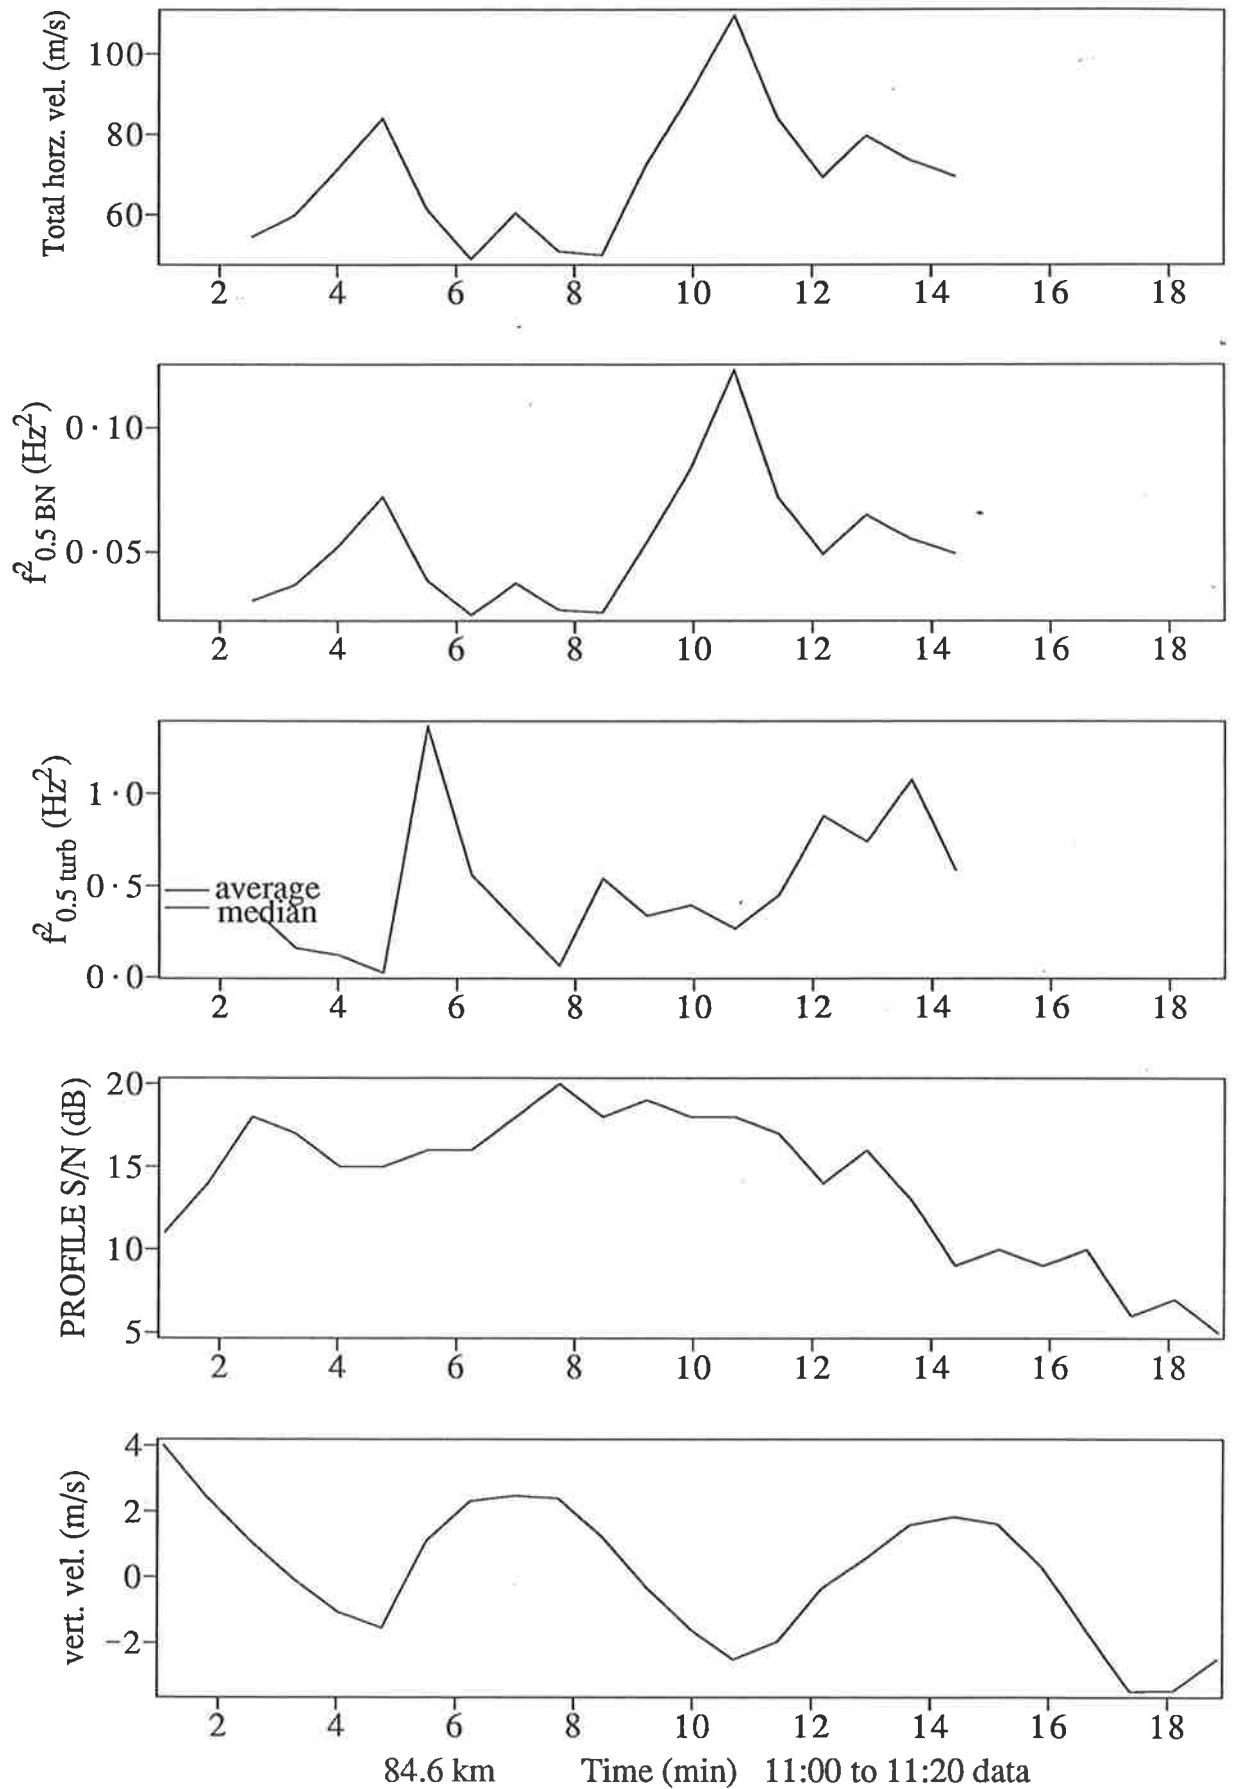 Total horz. vel. (m/s)
100
80
60
2 4 6 8 10 12 14 16 18
f²0.5 BN (Hz²)
0·10
0·05
2 4 6 8 10 12 14 16 18
f²0.5 turb (Hz²)
1·0
0·5
0·0
average
median
2 4 6 8 10 12 14 16 18
PROFILE S/N (dB)
20
15
10
5
2 4 6 8 10 12 14 16 18
vert. vel. (m/s)
4
2
0
−2
2 4 6 8 10 12 14 16 18
84.6 km Time (min) 11:00 to 11:20 data